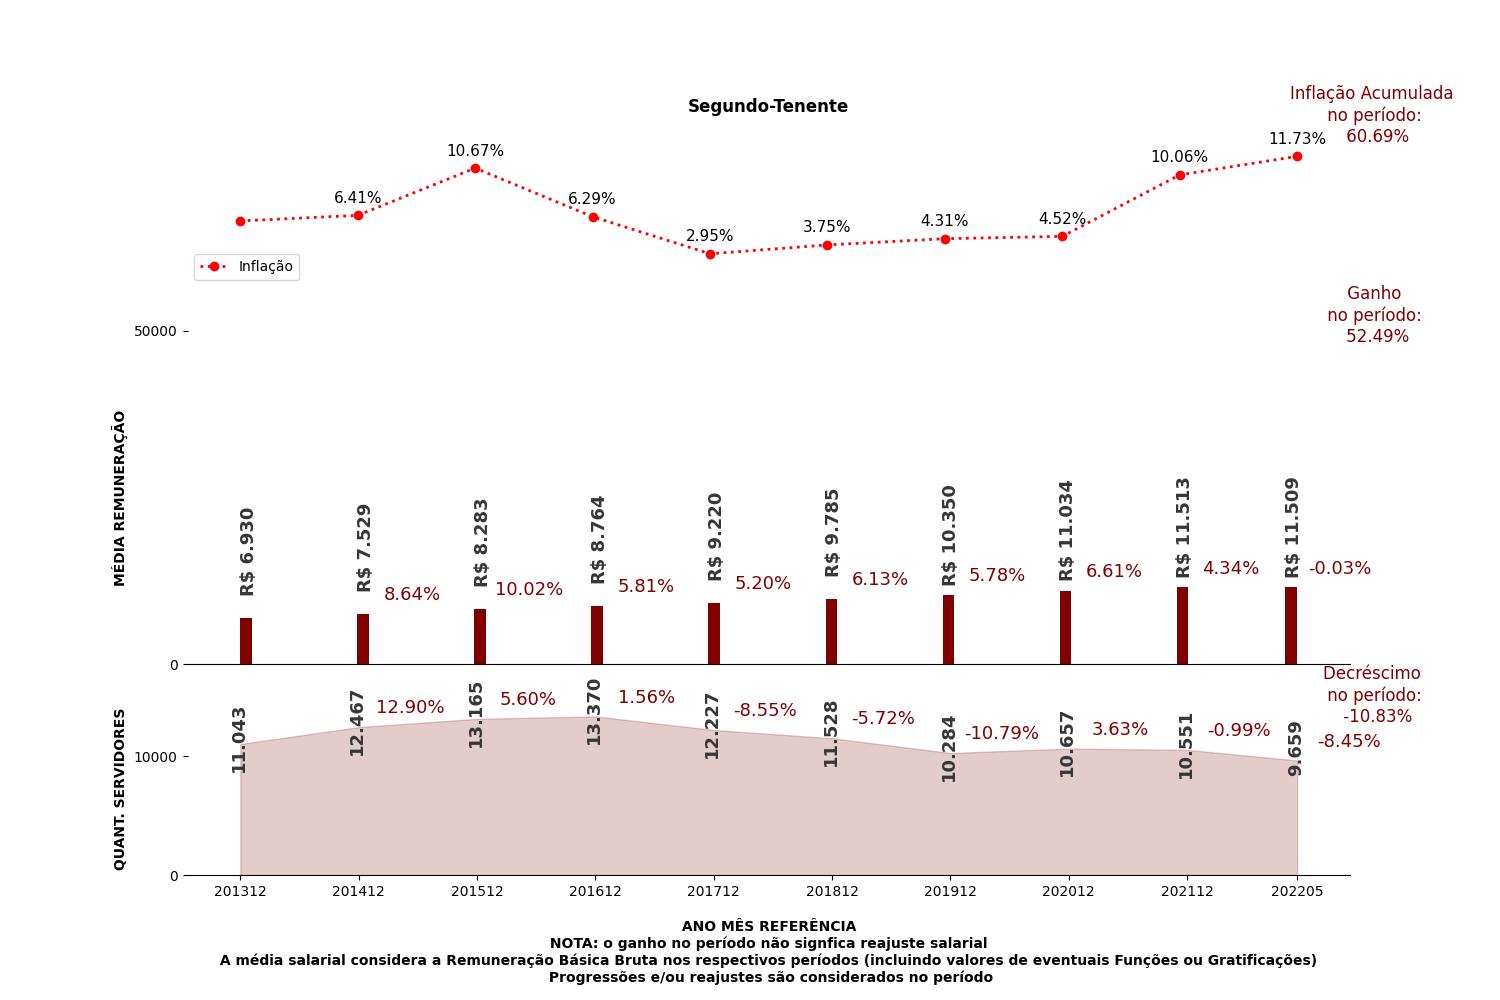 Segundo-Tenente
Inflação Acumulada
no período:
60.69%
6.41%
10.67%
6.29%
2.95%
3.75%
4.31%
4.52%
10.06%
11.73%
Inflação
Ganho
no período:
52.49%
50000
0
MÉDIA REMUNERAÇÃO
R$ 6.930
R$ 7.529
R$ 8.283
R$ 8.764
R$ 9.220
R$ 9.785
R$ 10.350
R$ 11.034
R$ 11.513
R$ 11.509
8.64%
10.02%
5.81%
5.20%
6.13%
5.78%
6.61%
4.34%
-0.03%
Decréscimo
no período:
-10.83%
QUANT. SERVIDORES
10000
0
11.043
12.467
13.165
13.370
12.227
11.528
10.284
10.657
10.551
9.659
12.90%
5.60%
1.56%
-8.55%
-5.72%
-10.79%
3.63%
-0.99%
-8.45%
201312
201412
201512
201612
201712
201812
201912
202012
202112
202205
ANO MÊS REFERÊNCIA
NOTA: o ganho no período não signfica reajuste salarial
A média salarial considera a Remuneração Básica Bruta nos respectivos períodos (incluindo valores de eventuais Funções ou Gratificações)
Progressões e/ou reajustes são considerados no período